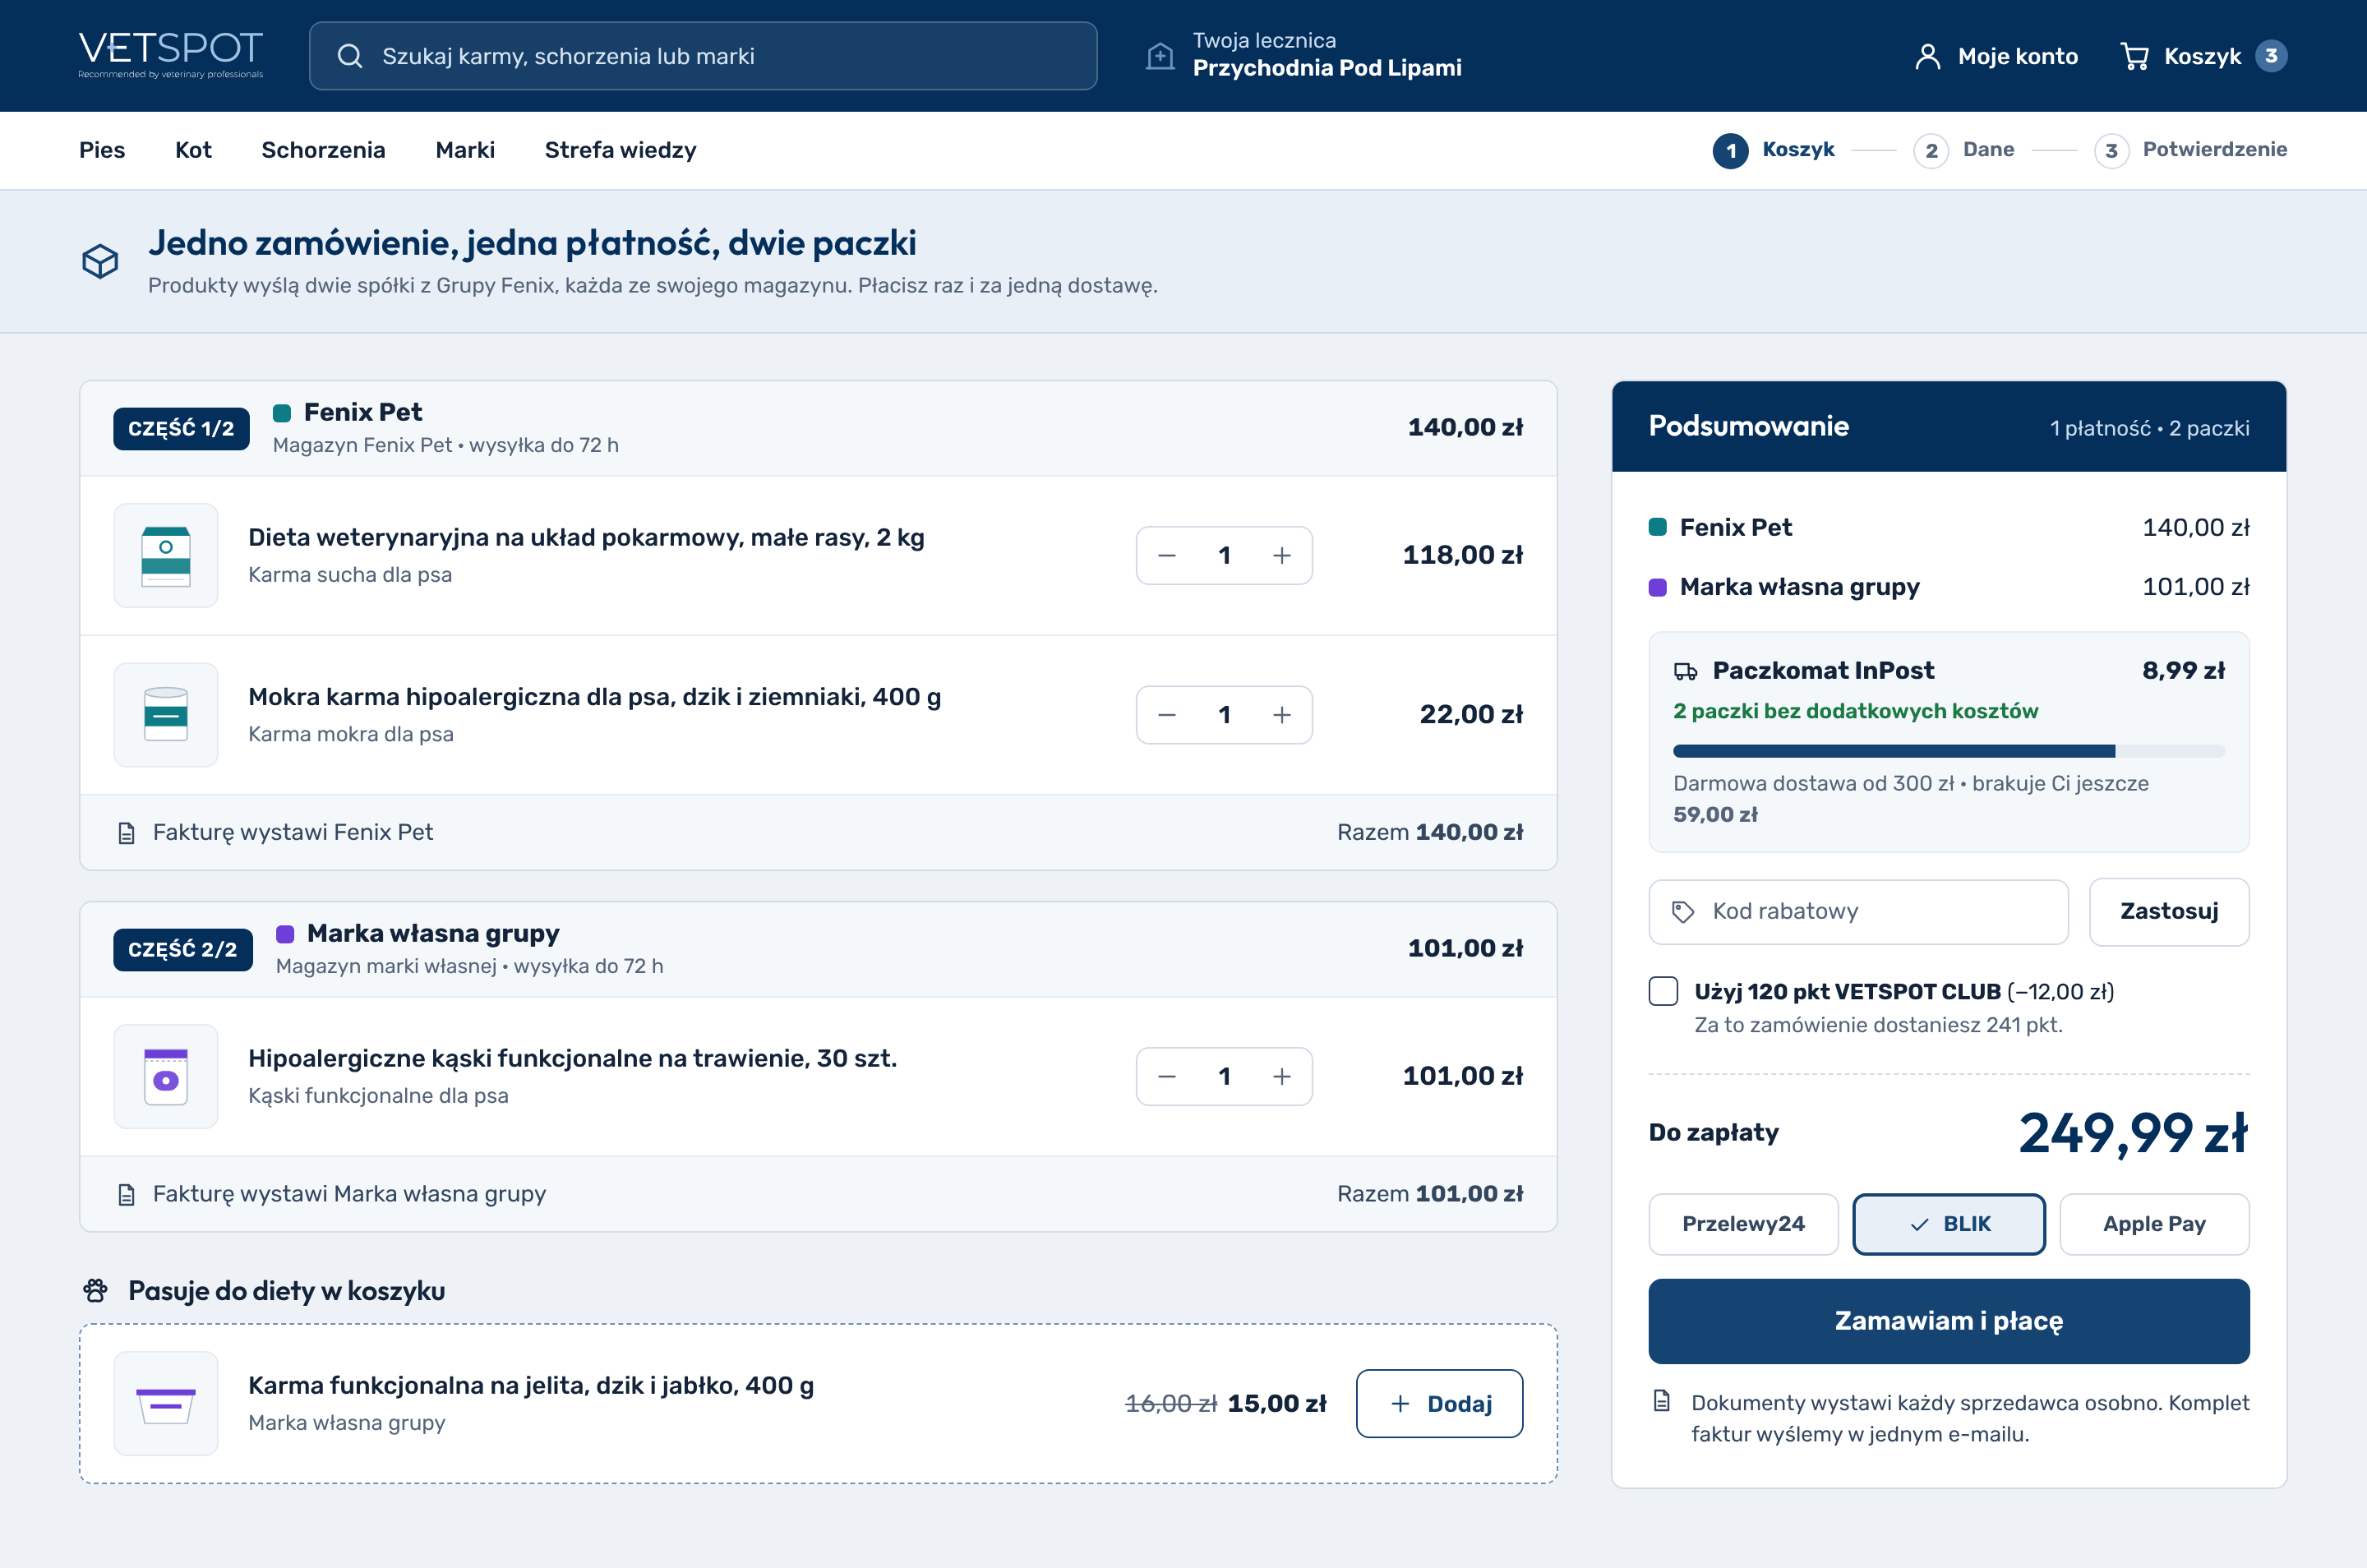 VETSPOT
Recommended by veterinary professionals
Szukaj karmy, schorzenia lub marki
Twoja lecznica
Przychodnia Pod Lipami
Moje konto
Koszyk 3
Pies Kot Schorzenia Marki Strefa wiedzy
1 Koszyk 2 Dane 3 Potwierdzenie
Jedno zamówienie, jedna płatność, dwie paczki
Produkty wyślą dwie spółki z Grupy Fenix, każda ze swojego magazynu. Płacisz raz i za jedną dostawę.
CZĘŚĆ 1/2
Fenix Pet
Magazyn Fenix Pet • wysyłka do 72 h
140,00 zł
Dieta weterynaryjna na układ pokarmowy, małe rasy, 2 kg
Karma sucha dla psa
− 1 +
118,00 zł
Mokra karma hipoalergiczna dla psa, dzik i ziemniaki, 400 g
Karma mokra dla psa
− 1 +
22,00 zł
Fakturę wystawi Fenix Pet
Razem 140,00 zł
CZĘŚĆ 2/2
Marka własna grupy
Magazyn marki własnej • wysyłka do 72 h
101,00 zł
Hipoalergiczne kąski funkcjonalne na trawienie, 30 szt.
Kąski funkcjonalne dla psa
− 1 +
101,00 zł
Fakturę wystawi Marka własna grupy
Razem 101,00 zł
Pasuje do diety w koszyku
Karma funkcjonalna na jelita, dzik i jabłko, 400 g
Marka własna grupy
16,00 zł 15,00 zł
+ Dodaj
Podsumowanie
1 płatność • 2 paczki
Fenix Pet 140,00 zł
Marka własna grupy 101,00 zł
Paczkomat InPost 8,99 zł
2 paczki bez dodatkowych kosztów
Darmowa dostawa od 300 zł • brakuje Ci jeszcze
59,00 zł
Kod rabatowy
Zastosuj
Użyj 120 pkt VETSPOT CLUB (−12,00 zł)
Za to zamówienie dostaniesz 241 pkt.
Do zapłaty 249,99 zł
Przelewy24
BLIK
Apple Pay
Zamawiam i płacę
Dokumenty wystawi każdy sprzedawca osobno. Komplet
faktur wyślemy w jednym e-mailu.